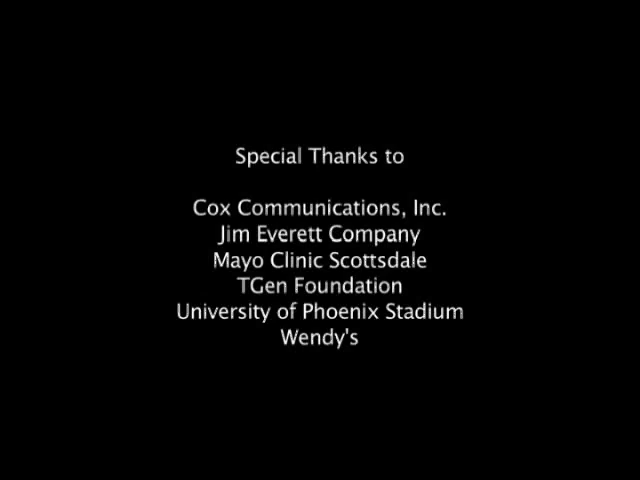 Special Thanks to
Cox Communications, Inc.
Jim Everett Company
Mayo Clinic Scottsdale
TGen Foundation
University of Phoenix Stadium
Wendy's